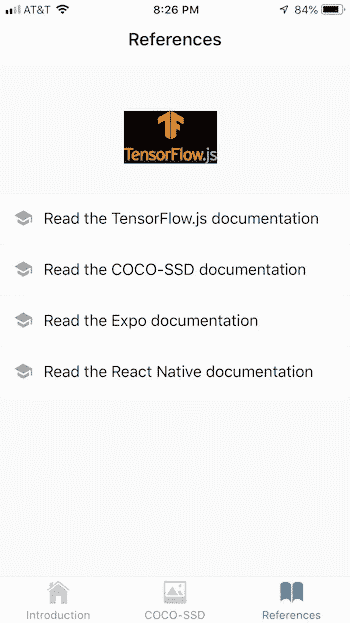 AT&T 8:26 PM 84%
References
TensorFlow.js
Read the TensorFlow.js documentation
Read the COCO-SSD documentation
Read the Expo documentation
Read the React Native documentation
Introduction COCO-SSD References